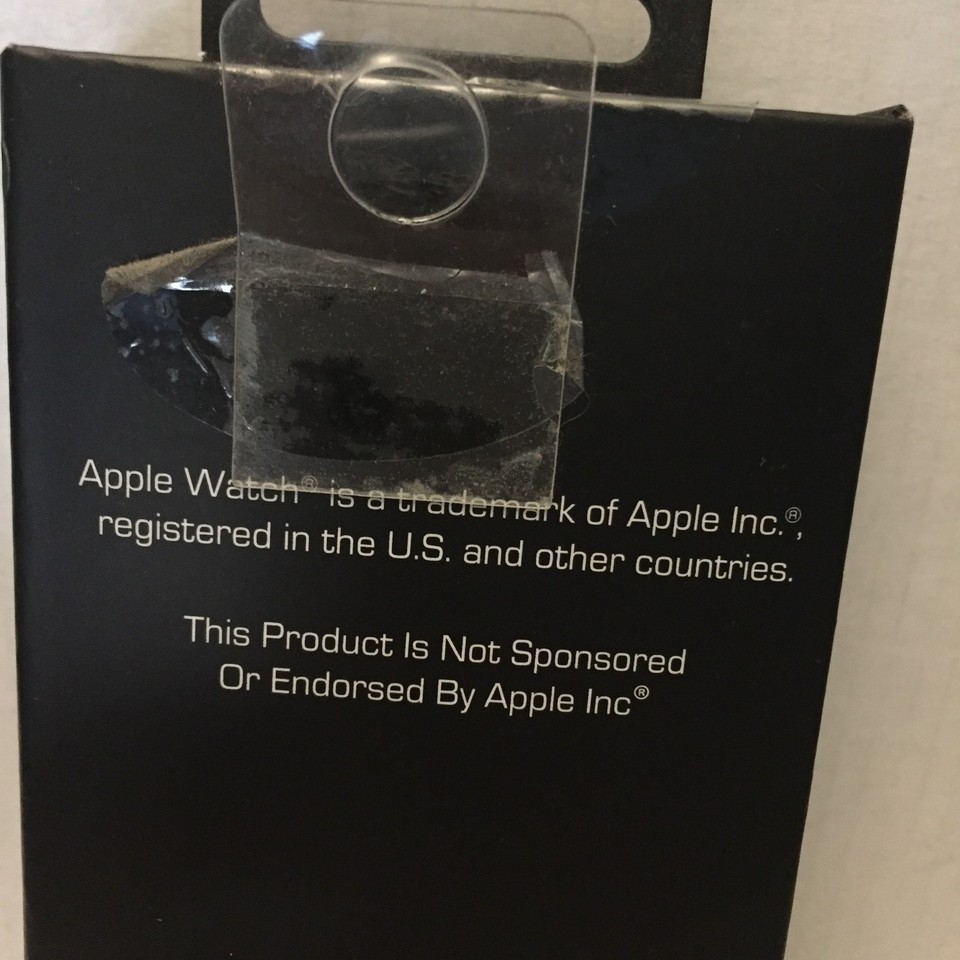 Apple Watch® is a trademark of Apple Inc.®,
registered in the U.S. and other countries.
This Product Is Not Sponsored
Or Endorsed By Apple Inc®